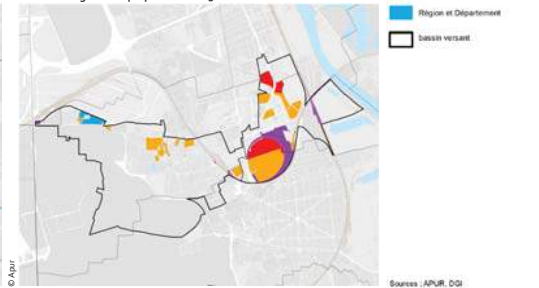 Région et Département
bassin versant
© Apur
Sources : APUR, DGI